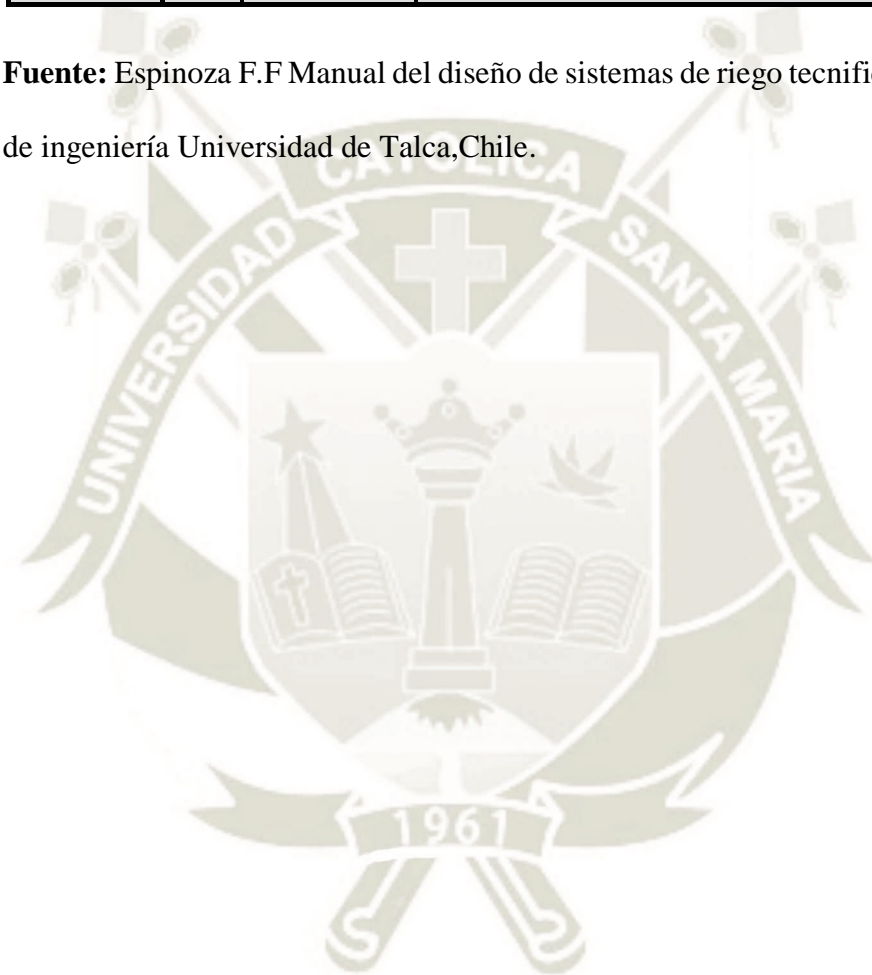 Fuente: Espinoza F.F Manual del diseño de sistemas de riego
de ingeniería Universidad de Talca,Chile.
UNIVERSIDAD CATOLICA SANTA MARIA
1961